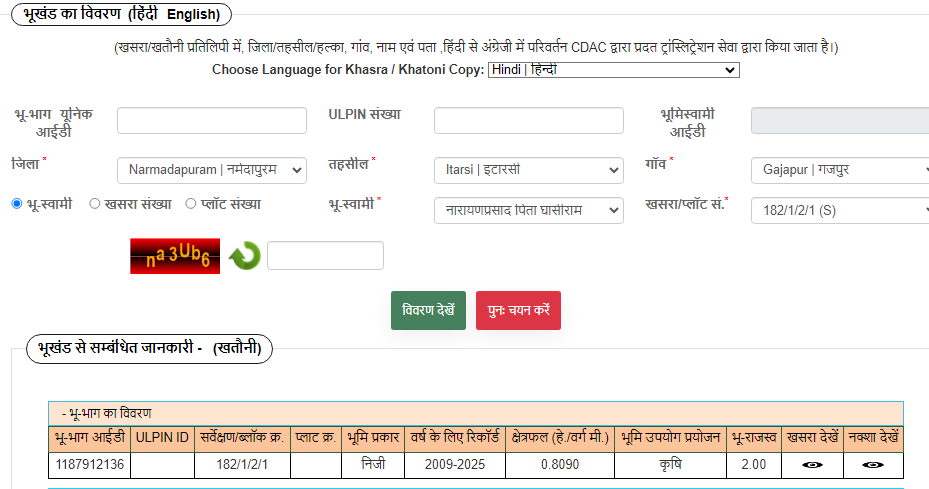 भूखंड का विवरण (हिंदी English)
(खसरा/खतौनी प्रतिलिपी में, जिला/तहसील/हल्का, गांव, नाम एवं पता ,हिंदी से अंग्रेजी में परिवर्तन CDAC द्वारा प्रदत ट्रांस्लिट्रेशन सेवा द्वारा किया जाता है।)
Choose Language for Khasra / Khatoni Copy: Hindi | हिन्दी
भू-भाग यूनिक आईडी ULPIN संख्या भूमिस्वामी आईडी
जिला * Narmadapuram | नर्मदापुरम तहसील * Itarsi | इटारसी गाँव * Gajapur | गजपुर
भू-स्वामी खसरा संख्या प्लॉट संख्या भू-स्वामी * नारायणप्रसाद पिता घासीराम खसरा/प्लॉट सं.* 182/1/2/1 (S)
na3Ub6
विवरण देखें पुनः चयन करें
भूखंड से सम्बंधित जानकारी - (खतौनी)
- भू-भाग का विवरण
भू-भाग आईडी ULPIN ID सर्वेक्षण/ब्लॉक क्र. प्लाट क्र. भूमि प्रकार वर्ष के लिए रिकॉर्ड क्षेत्रफल (हे./वर्ग मी.) भूमि उपयोग प्रयोजन भू-राजस्व खसरा देखें नक्शा देखें
1187912136 182/1/2/1 निजी 2009-2025 0.8090 कृषि 2.00